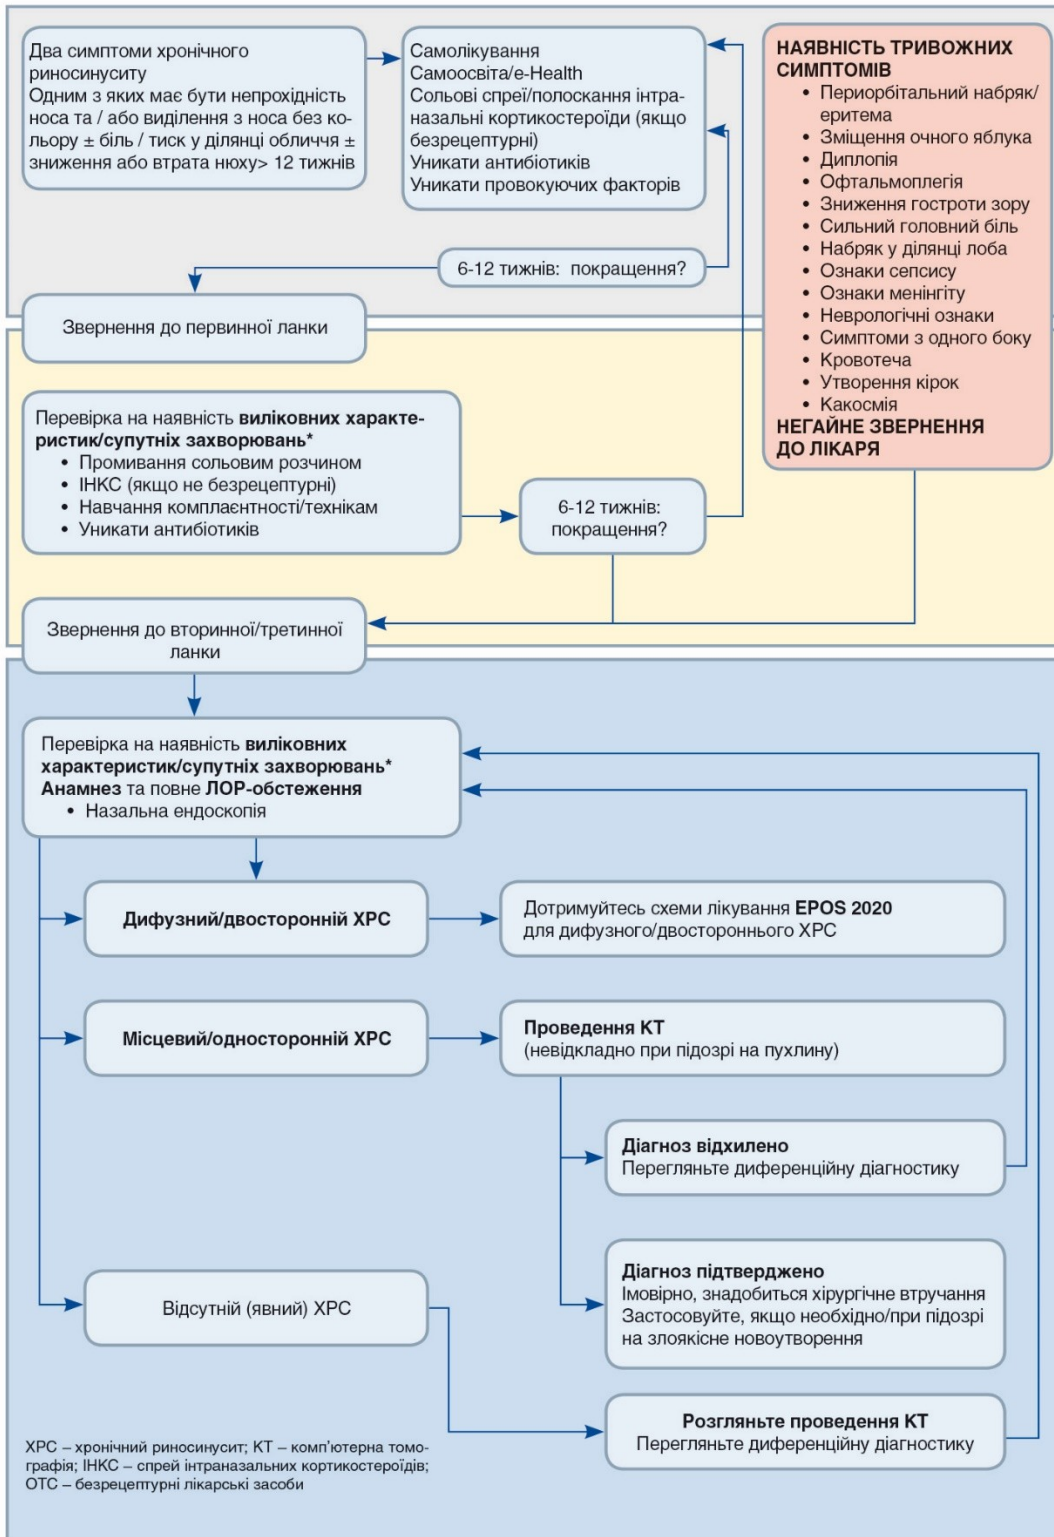 Два симптоми хронічного
риносинуситу
Одним з яких має бути непрохідність
носа та / або виділення з носа без ко-
льору ± біль / тиск у ділянці обличчя ±
зниження або втрата нюху> 12 тижнів
Самолікування
Самоосвіта/e-Health
Сольові спреї/полоскання інтра-
назальні кортикостероїди (якщо
безрецептурні)
Уникати антибіотиків
Уникати провокуючих факторів
НАЯВНІСТЬ ТРИВОЖНИХ
СИМПТОМІВ
• Периорбітальний набряк/
еритема
• Зміщення очного яблука
• Диплопія
• Офтальмоплегія
• Зниження гостроти зору
• Сильний головний біль
• Набряк у ділянці лоба
• Ознаки сепсису
• Ознаки менінгіту
• Неврологічні ознаки
• Симптоми з одного боку
• Кровотеча
• Утворення кірок
• Какосмія
НЕГАЙНЕ ЗВЕРНЕННЯ
ДО ЛІКАРЯ
6-12 тижнів: покращення?
Звернення до первинної ланки
Перевірка на наявність виліковних характе-
ристик/супутніх захворювань*
• Промивання сольовим розчином
• ІНКС (якщо не безрецептурні)
• Навчання комплаєнтності/технікам
• Уникати антибіотиків
6-12 тижнів:
покращення?
Звернення до вторинної/третинної
ланки
Перевірка на наявність виліковних
характеристик/супутніх захворювань*
Анамнез та повне ЛОР-обстеження
• Назальна ендоскопія
Дифузний/двосторонній ХРС
Дотримуйтесь схеми лікування EPOS 2020
для дифузного/двостороннього ХРС
Місцевий/односторонній ХРС
Проведення КТ
(невідкладно при підозрі на пухлину)
Діагноз відхилено
Перегляньте диференційну діагностику
Діагноз підтверджено
Імовірно, знадобиться хірургічне втручання
Застосовуйте, якщо необхідно/при підозрі
на злоякісне новоутворення
Відсутній (явний) ХРС
Розгляньте проведення КТ
Перегляньте диференційну діагностику
ХРС – хронічний риносинусит; КТ – комп’ютерна томо-
графія; ІНКС – спрей інтраназальних кортикостероїдів;
ОТС – безрецептурні лікарські засоби